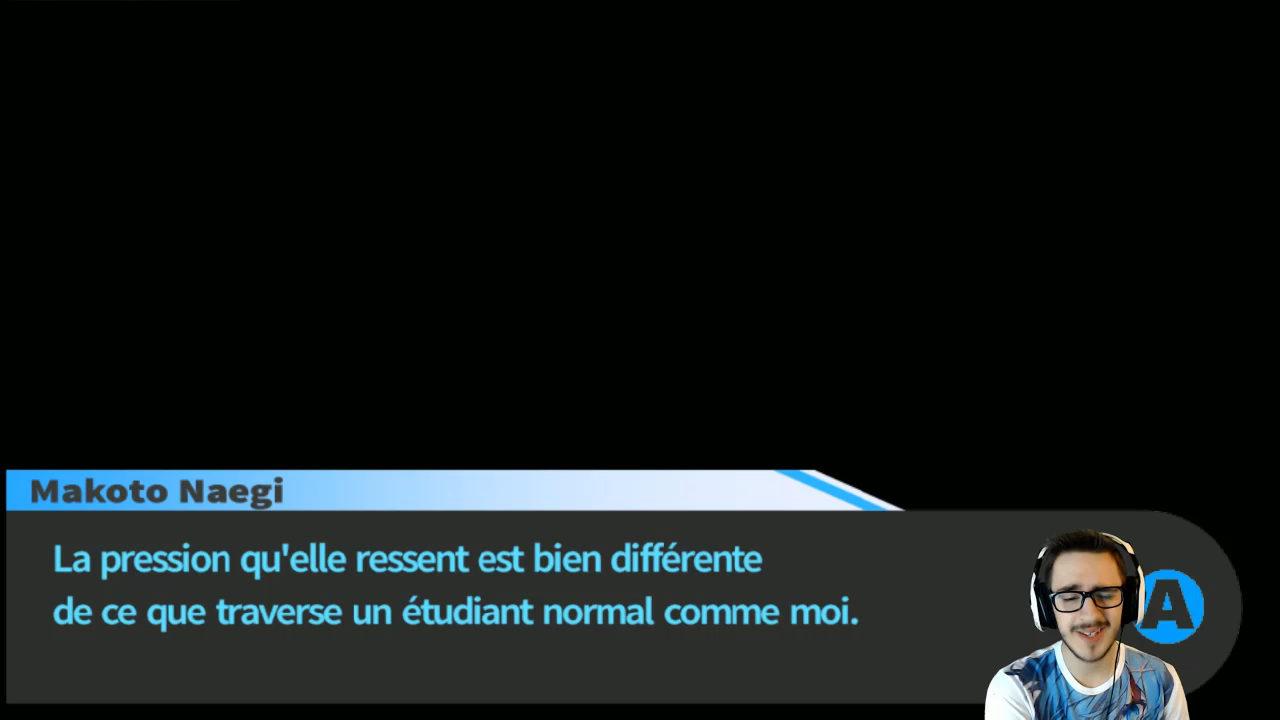 Makoto Naegi
La pression qu'elle ressent est bien différente
de ce que traverse un étudiant normal comme moi.
A